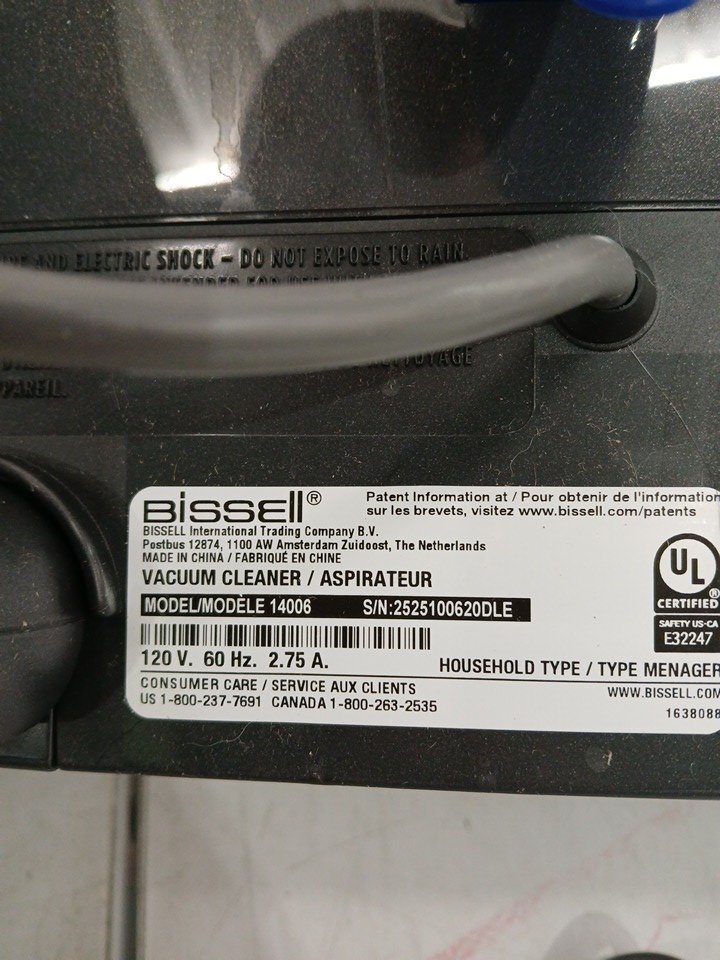 AND ELECTRIC SHOCK – DO NOT EXPOSE TO RAIN.
NETTOYAGE
BISSELL®
Patent Information at / Pour obtenir de l'information
sur les brevets, visitez www.bissell.com/patents
BISSELL International Trading Company B.V.
Postbus 12874, 1100 AW Amsterdam Zuidoost, The Netherlands
MADE IN CHINA / FABRIQUÉ EN CHINE
VACUUM CLEANER / ASPIRATEUR
MODEL/MODÈLE 14006 S/N:2525100620DLE
UL
CERTIFIED
SAFETY US-CA
E32247
120 V. 60 Hz. 2.75 A.
HOUSEHOLD TYPE / TYPE MENAGER
CONSUMER CARE / SERVICE AUX CLIENTS
US 1-800-237-7691 CANADA 1-800-263-2535
WWW.BISSELL.COM
1638088